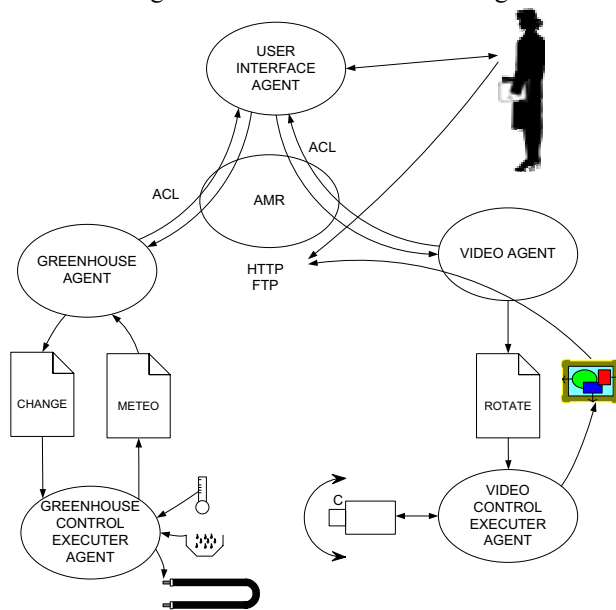 USER
INTERFACE
AGENT
ACL
ACL
AMR
GREENHOUSE
AGENT
VIDEO AGENT
HTTP
FTP
CHANGE
METEO
ROTATE
GREENHOUSE
CONTROL
EXECUTER
AGENT
C
VIDEO
CONTROL
EXECUTER
AGENT